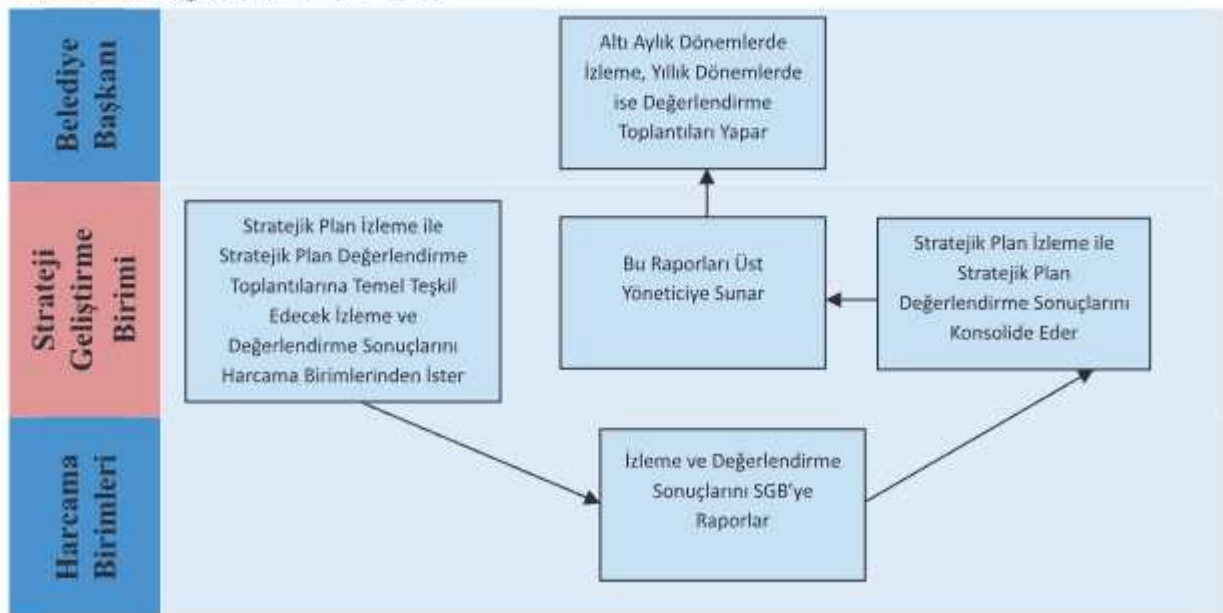 Belediye
Başkanı
Altı Aylık Dönemlerde
İzleme, Yıllık Dönemlerde
ise Değerlendirme
Toplantıları Yapar
Strateji
Geliştirme
Birimi
Stratejik Plan İzleme ile
Stratejik Plan Değerlendirme
Toplantılarına Temel Teşkil
Edecek İzleme ve
Değerlendirme Sonuçlarını
Harcama Birimlerinden İster
Bu Raporları Üst
Yöneticiye Sunar
Stratejik Plan İzleme ile
Stratejik Plan
Değerlendirme Sonuçlarını
Konsolide Eder
Harcama
Birimleri
İzleme ve Değerlendirme
Sonuçlarını SGB'ye
Raporlar